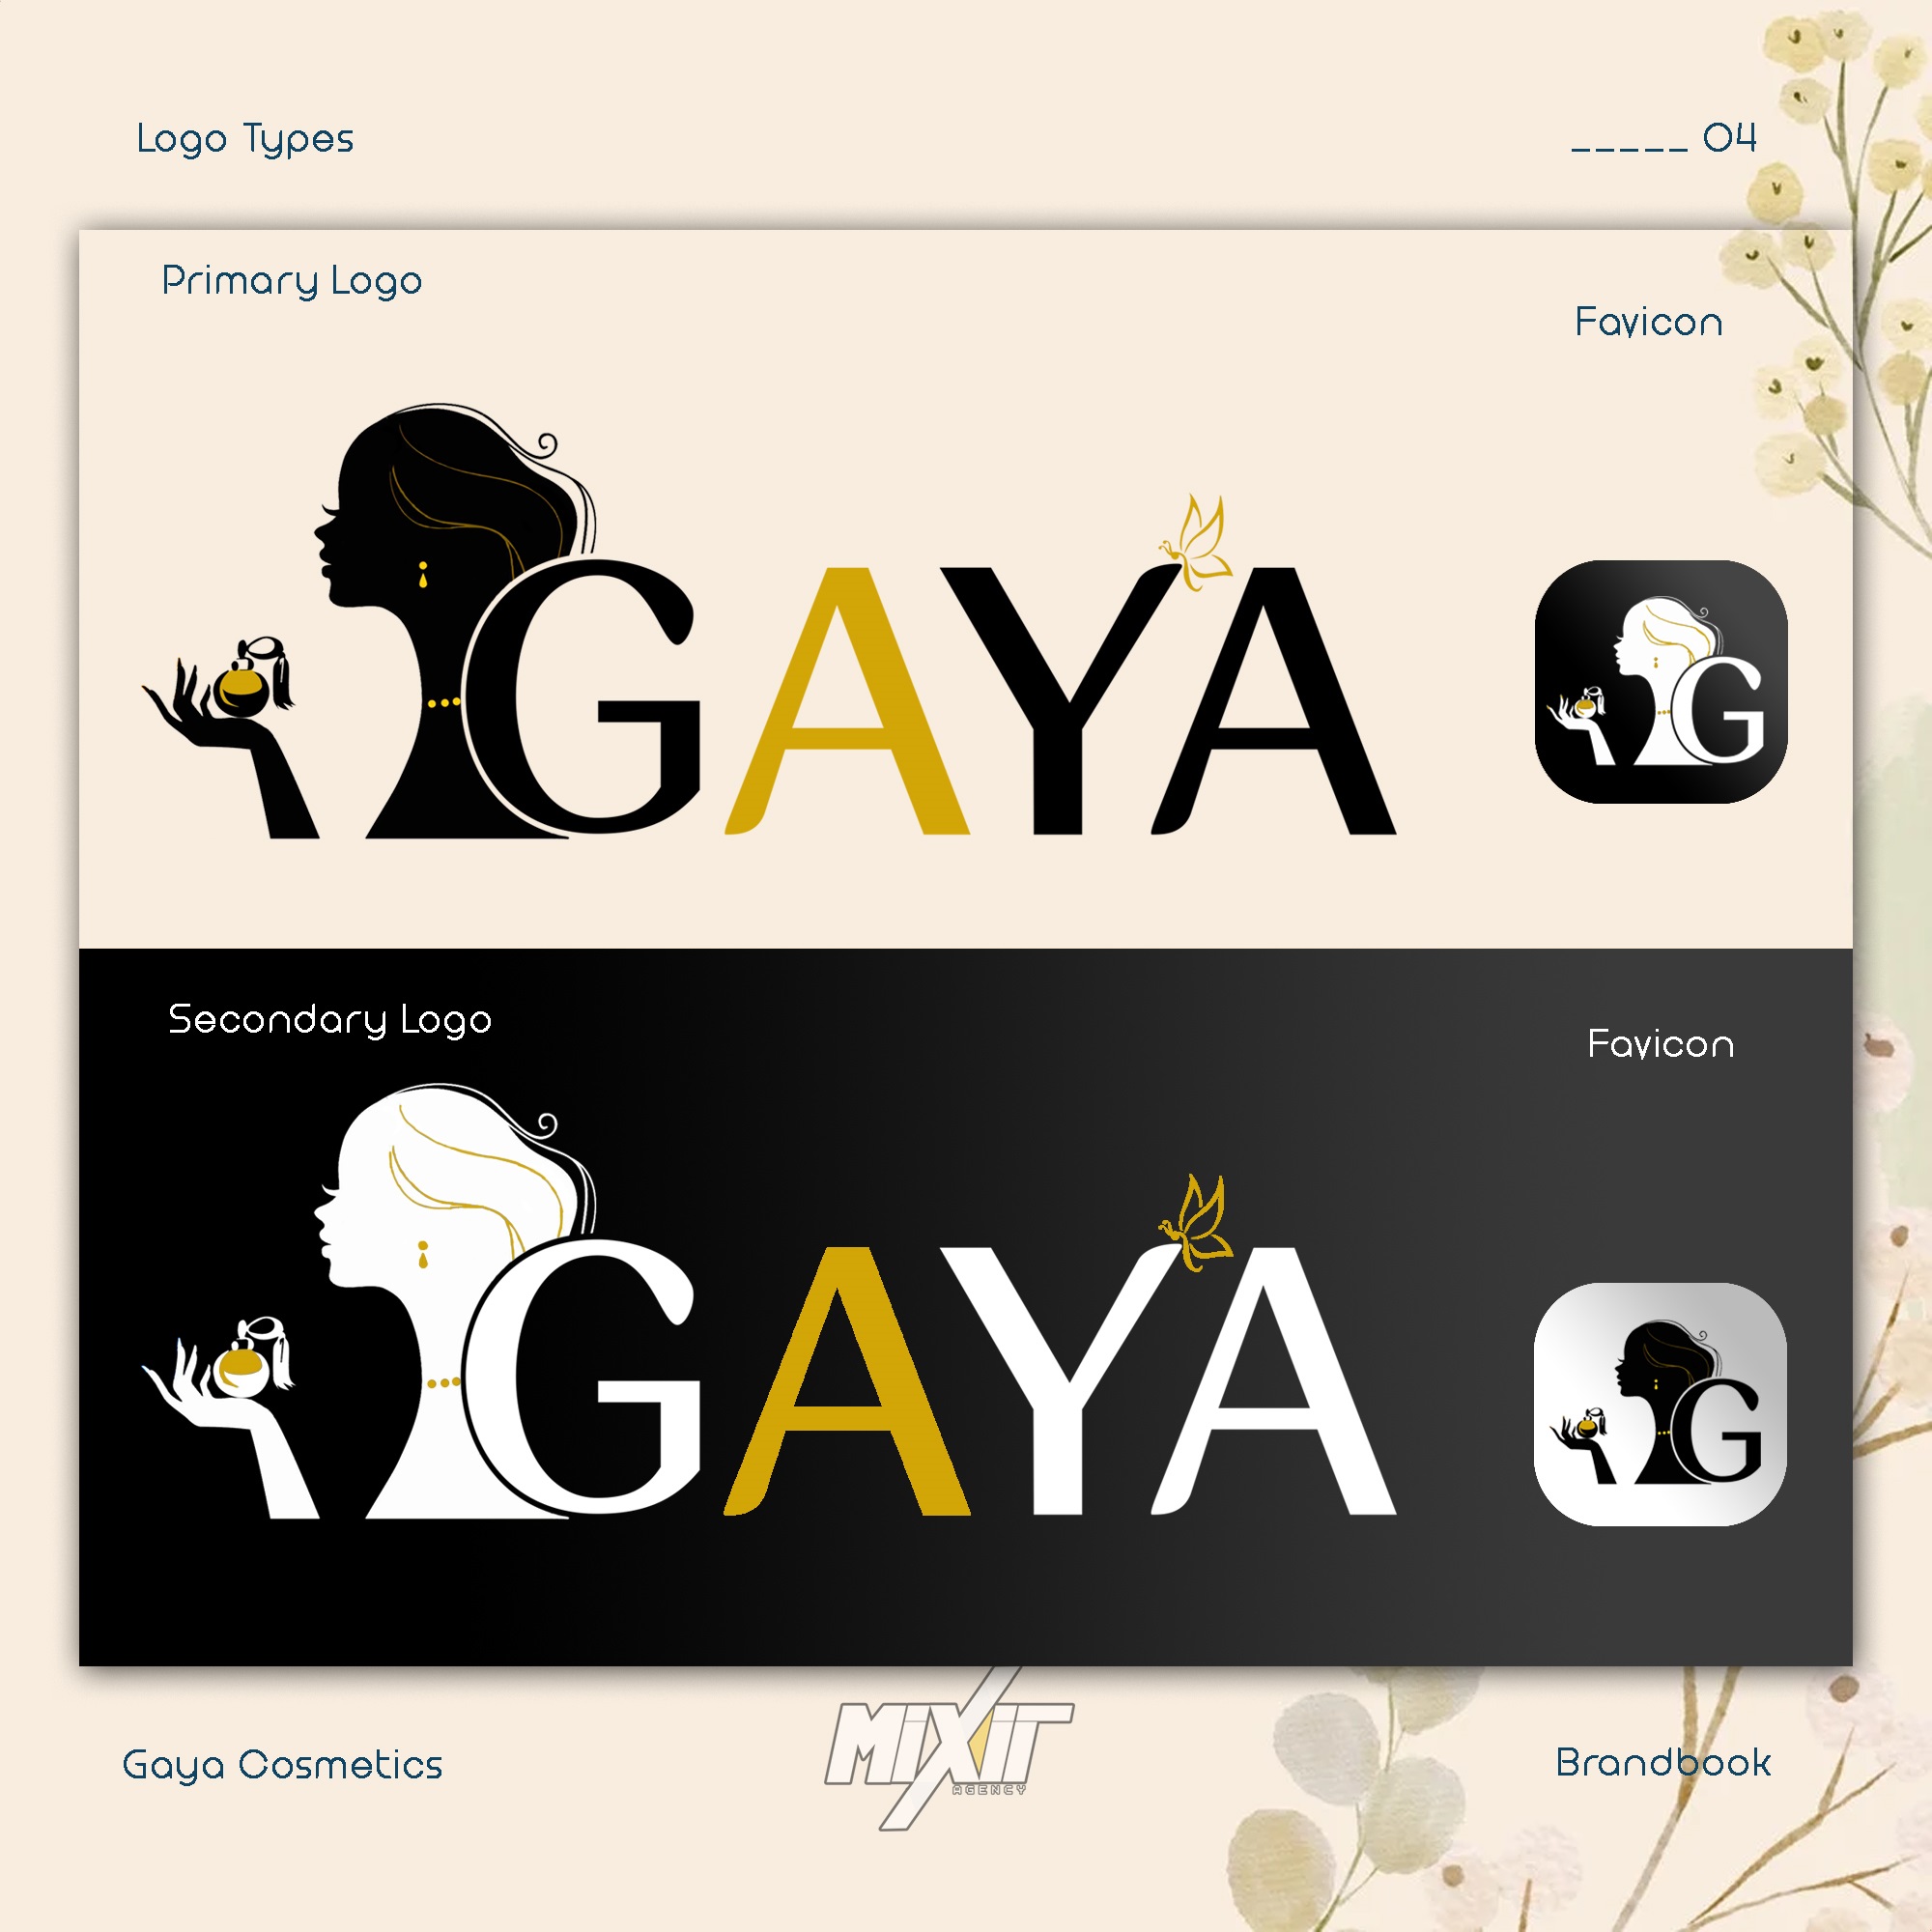 Logo Types
_____ 04
Primary Logo
Favicon
GAYA
G
Secondary Logo
Favicon
GAYA
G
Gaya Cosmetics
MIXIT
AGENCY
Brandbook